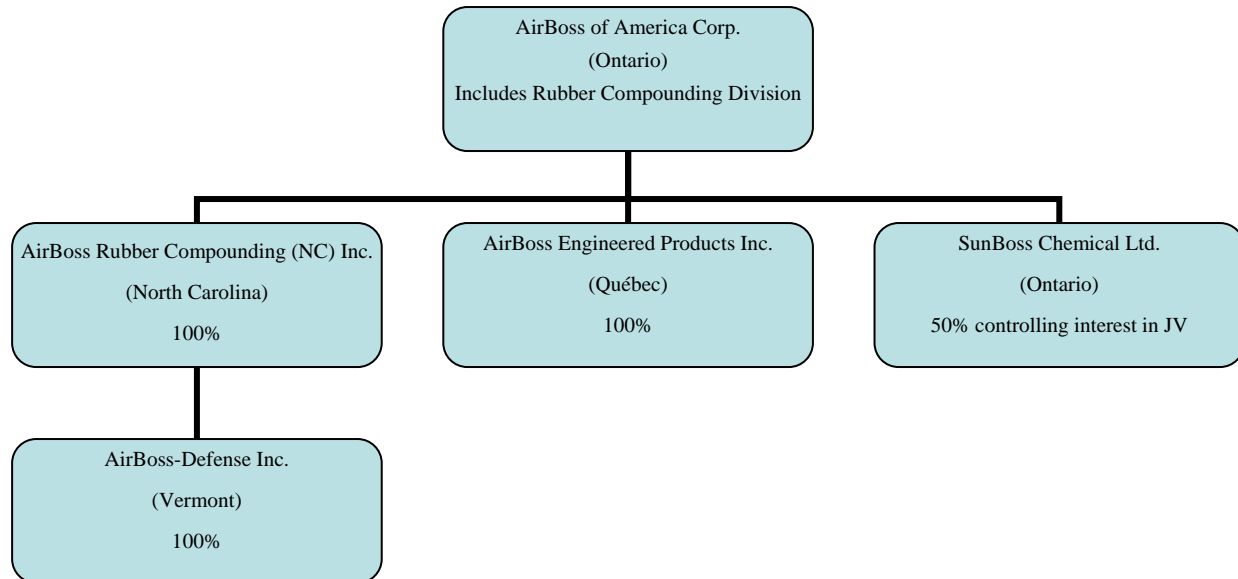 AirBoss of America Corp.
(Ontario)
Includes Rubber Compounding Division
AirBoss Rubber Compounding (NC) Inc.
(North Carolina)
100%
AirBoss Engineered Products Inc.
(Québec)
100%
SunBoss Chemical Ltd.
(Ontario)
50% controlling interest in JV
AirBoss-Defense Inc.
(Vermont)
100%